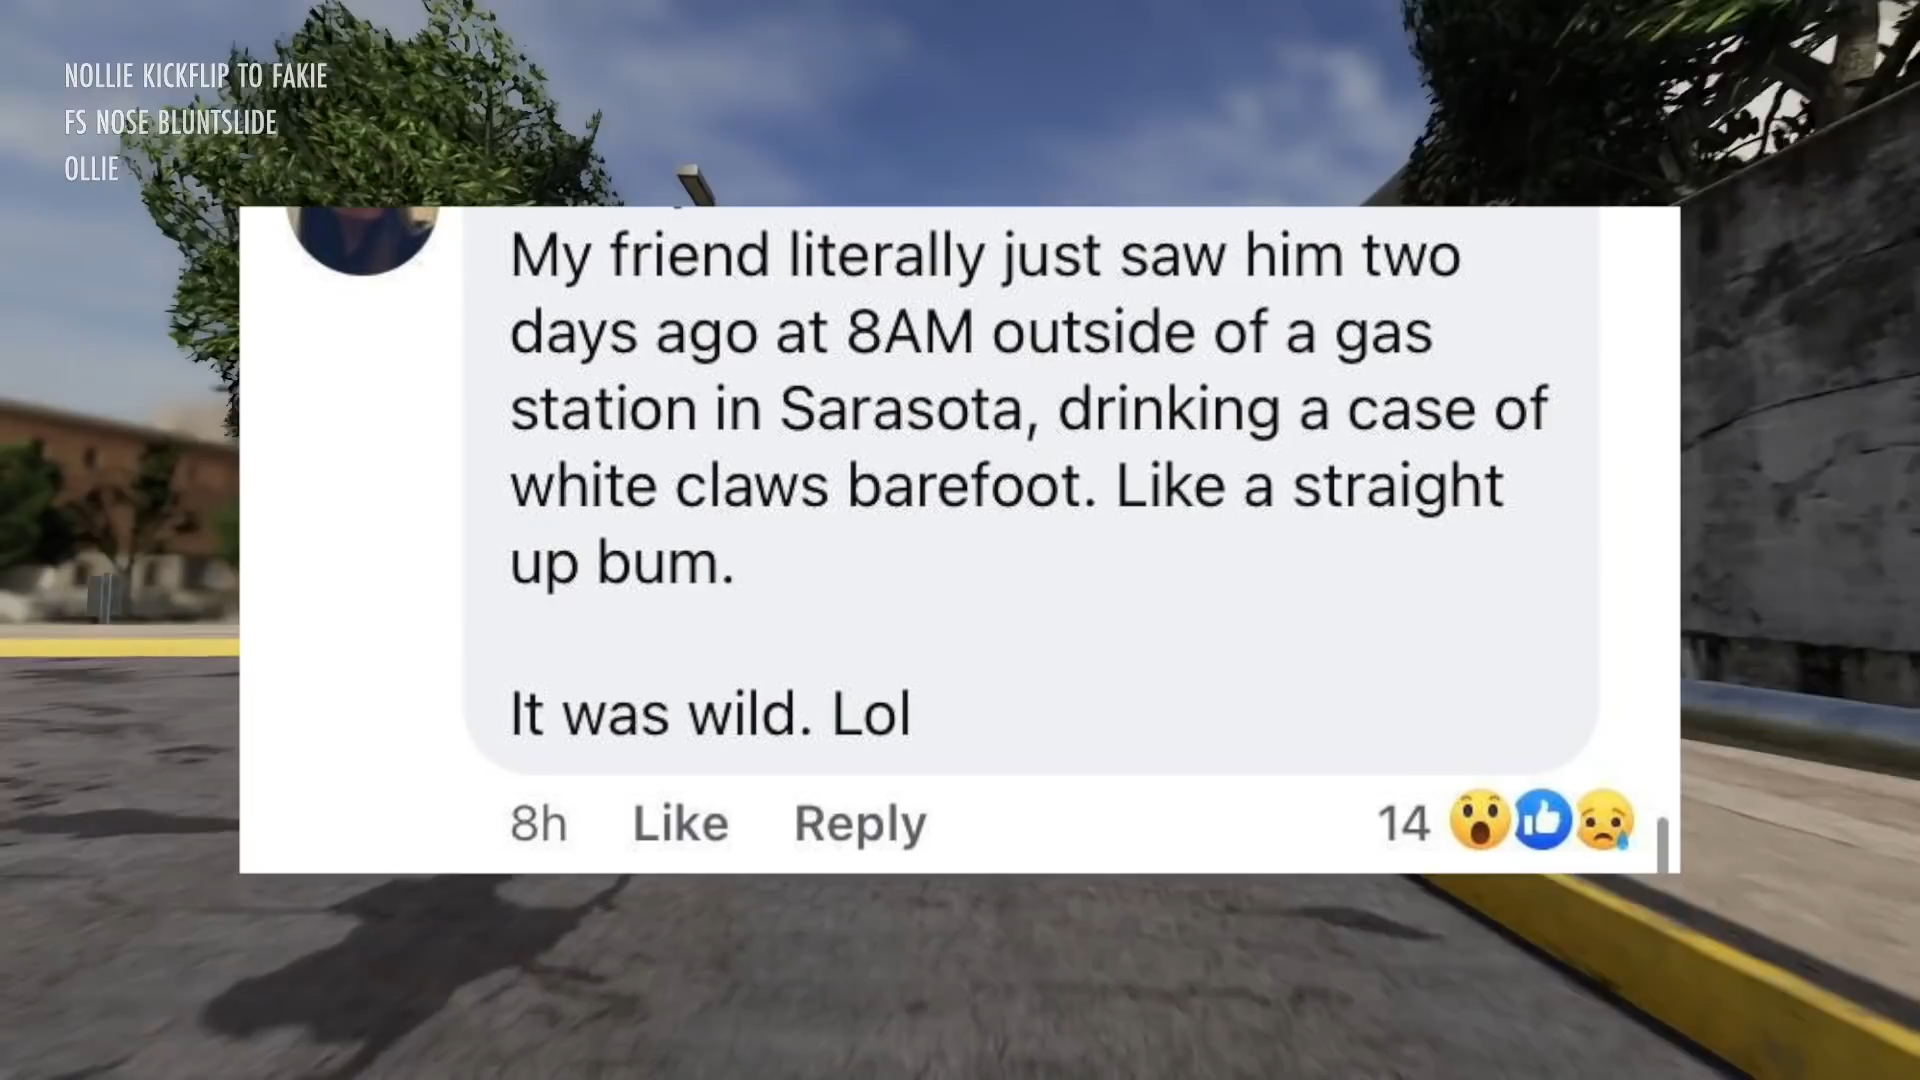 NOLLIE KICKFLIP TO FAKIE
FS NOSE BLUNTSLIDE
OLLIE
My friend literally just saw him two
days ago at 8AM outside of a gas
station in Sarasota, drinking a case of
white claws barefoot. Like a straight
up bum.
It was wild. Lol
8h Like Reply 14